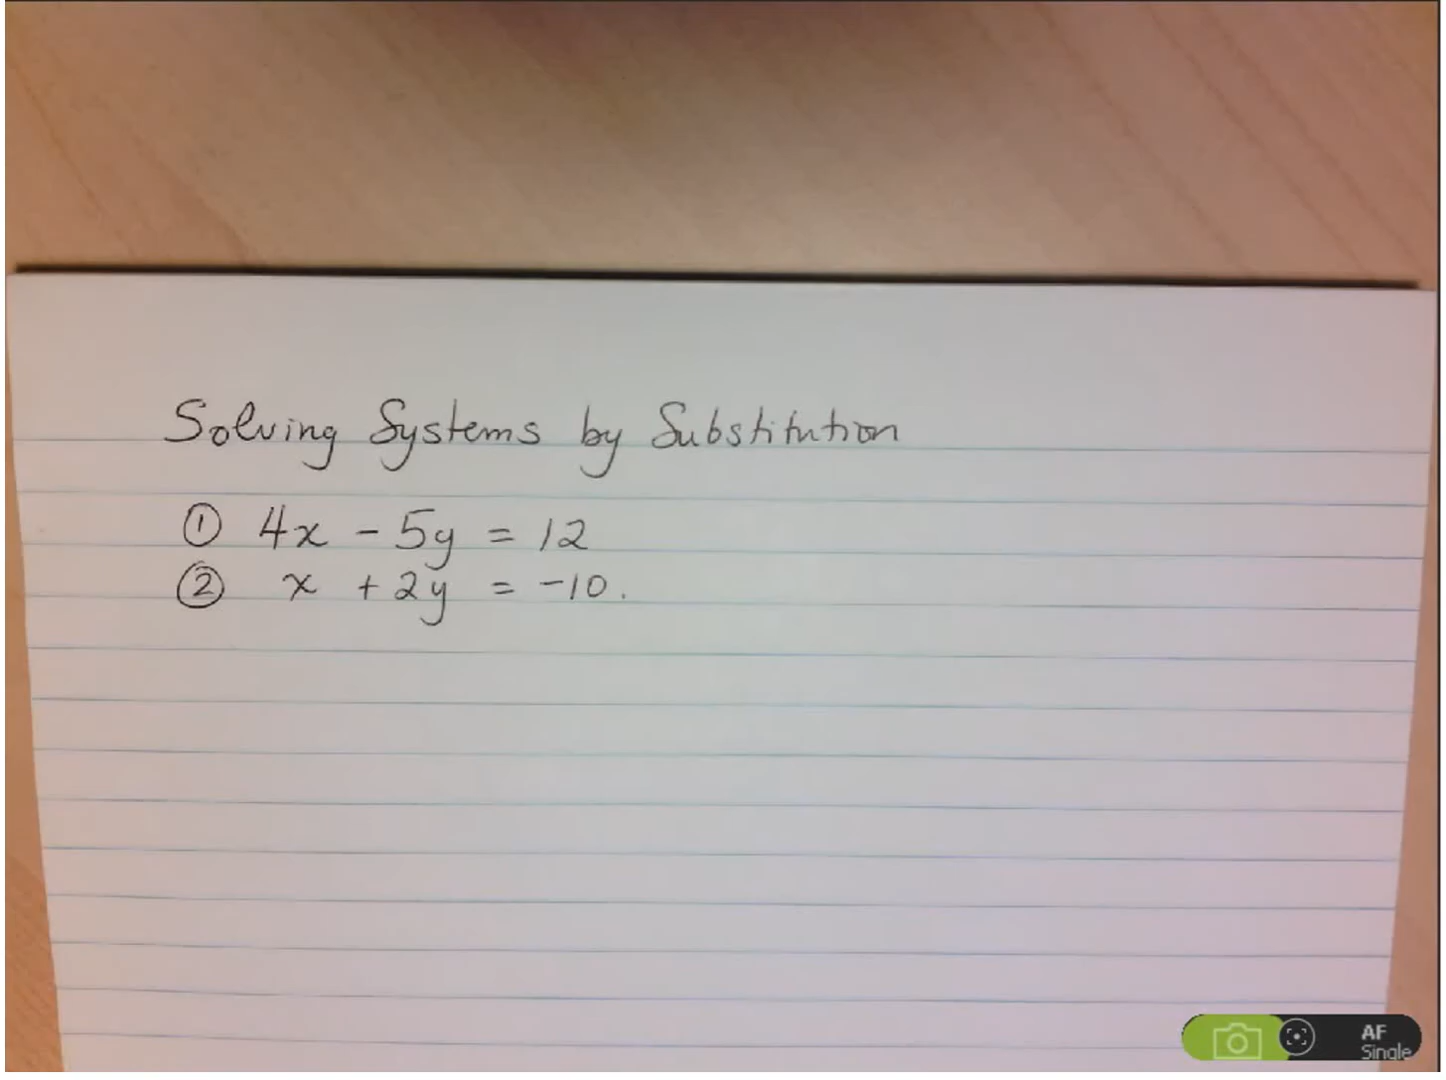 Solving Systems by Substitution
① 4x - 5y = 12
② x + 2y = -10.
AF
Single